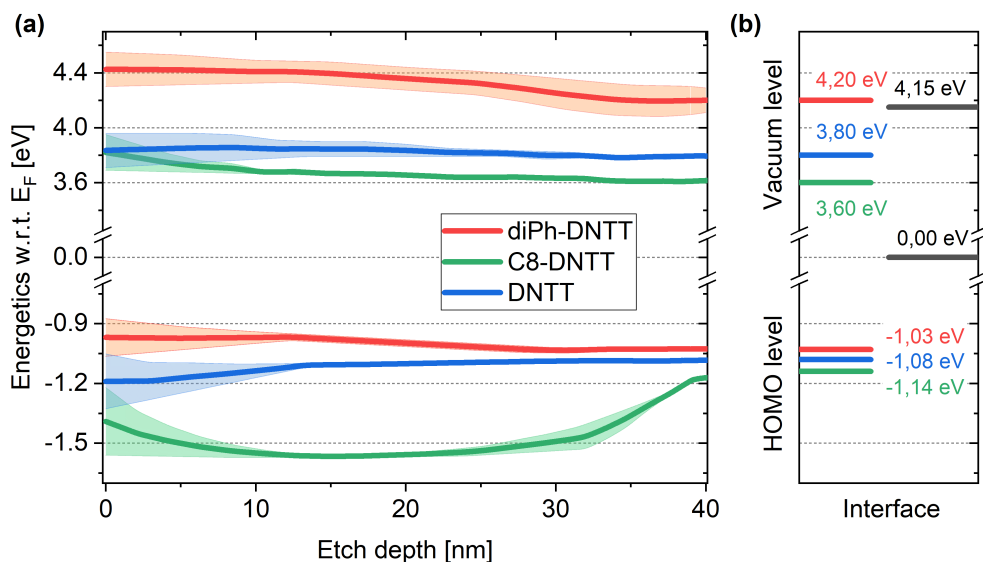 (a)
(b)
Energetics w.r.t. E_F [eV]
4.4
4.0
3.6
0.0
-0.9
-1.2
-1.5
diPh-DNTT
C8-DNTT
DNTT
0
10
20
30
40
Etch depth [nm]
Vacuum level
HOMO level
4,20 eV
4,15 eV
3,80 eV
3,60 eV
0,00 eV
-1,03 eV
-1,08 eV
-1,14 eV
Interface